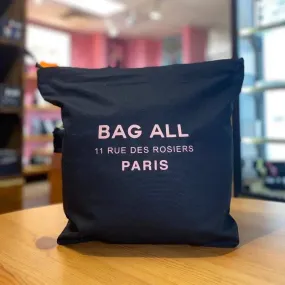 BAG ALL
11 RUE DES ROSIERS
PARIS